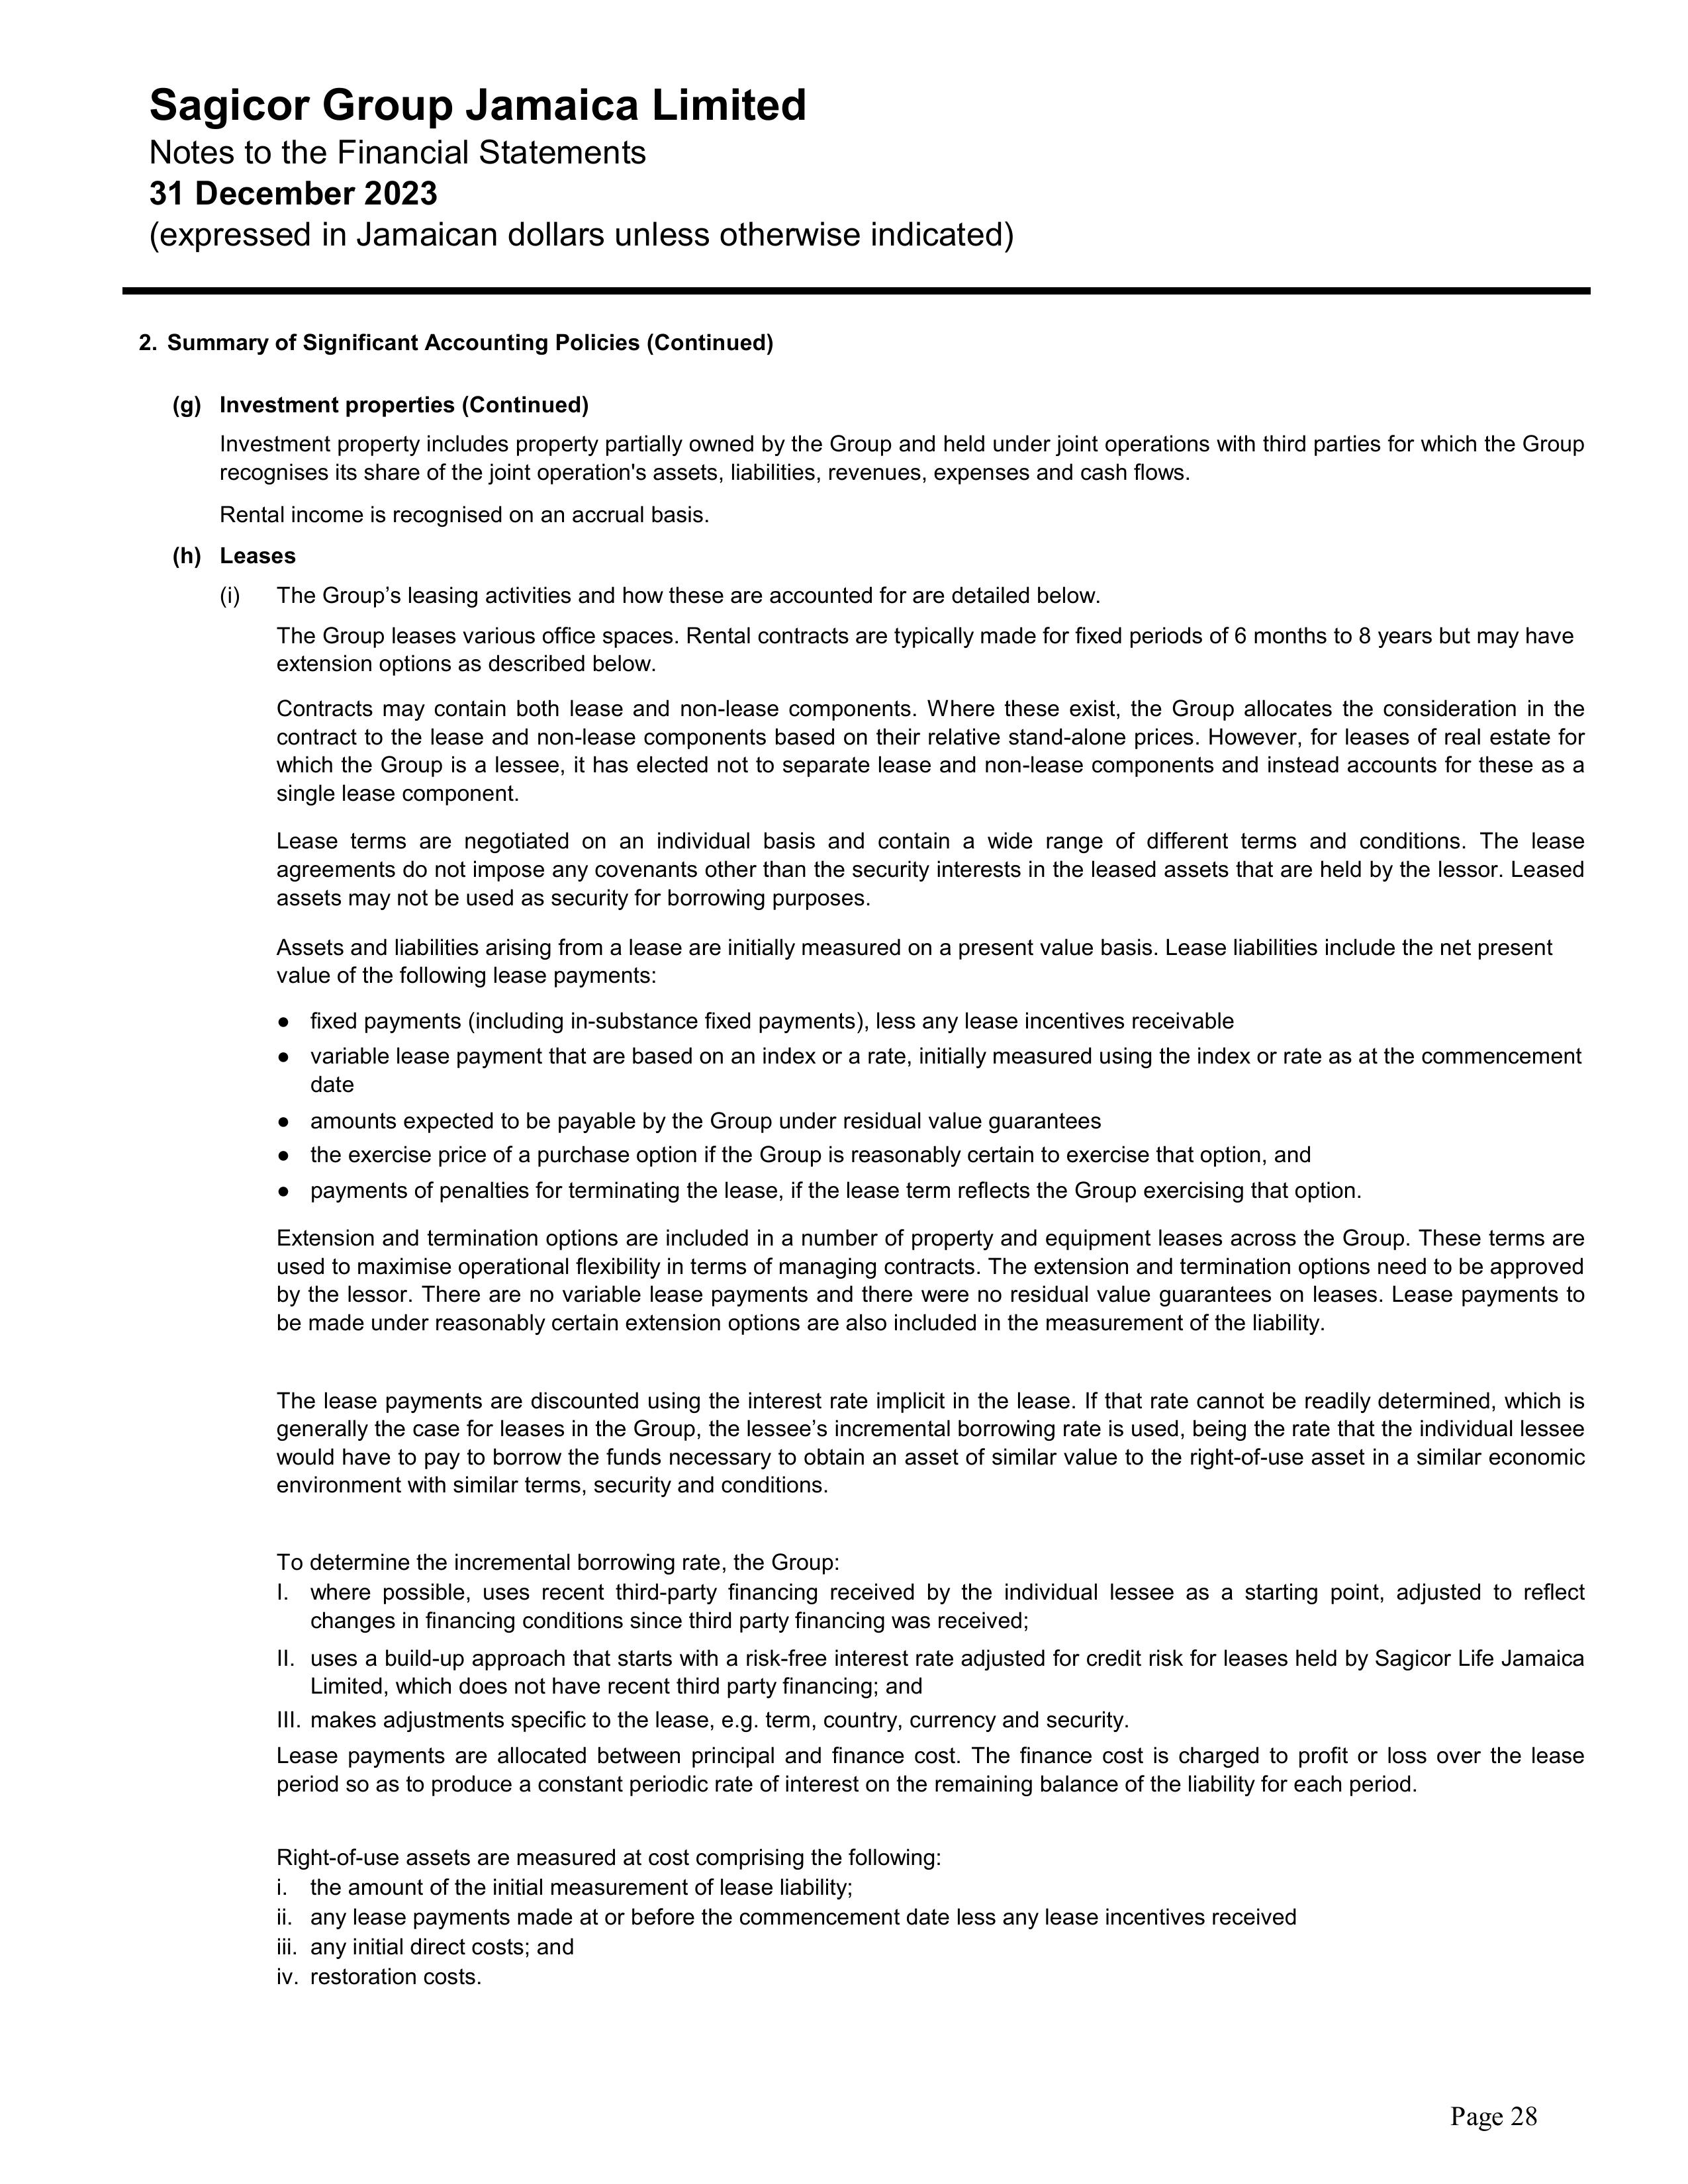 Sagicor Group Jamaica Limited
Notes to the Financial Statements
31 December 2023
(expressed in Jamaican dollars unless otherwise indicated)
2. Summary of Significant Accounting Policies (Continued)
(g) Investment properties (Continued)
Investment property includes property partially owned by the Group and held under joint operations with third parties for which the Group
recognises its share of the joint operation's assets, liabilities, revenues, expenses and cash flows.
Rental income is recognised on an accrual basis.
(h) Leases
(i) The Group’s leasing activities and how these are accounted for are detailed below.
The Group leases various office spaces. Rental contracts are typically made for fixed periods of 6 months to 8 years but may have
extension options as described below.
Contracts may contain both lease and non-lease components. Where these exist, the Group allocates the consideration in the
contract to the lease and non-lease components based on their relative stand-alone prices. However, for leases of real estate for
which the Group is a lessee, it has elected not to separate lease and non-lease components and instead accounts for these as a
single lease component.
Lease terms are negotiated on an individual basis and contain a wide range of different terms and conditions. The lease
agreements do not impose any covenants other than the security interests in the leased assets that are held by the lessor. Leased
assets may not be used as security for borrowing purposes.
Assets and liabilities arising from a lease are initially measured on a present value basis. Lease liabilities include the net present
value of the following lease payments:
● fixed payments (including in-substance fixed payments), less any lease incentives receivable
● variable lease payment that are based on an index or a rate, initially measured using the index or rate as at the commencement
date
● amounts expected to be payable by the Group under residual value guarantees
● the exercise price of a purchase option if the Group is reasonably certain to exercise that option, and
● payments of penalties for terminating the lease, if the lease term reflects the Group exercising that option.
Extension and termination options are included in a number of property and equipment leases across the Group. These terms are
used to maximise operational flexibility in terms of managing contracts. The extension and termination options need to be approved
by the lessor. There are no variable lease payments and there were no residual value guarantees on leases. Lease payments to
be made under reasonably certain extension options are also included in the measurement of the liability.
The lease payments are discounted using the interest rate implicit in the lease. If that rate cannot be readily determined, which is
generally the case for leases in the Group, the lessee’s incremental borrowing rate is used, being the rate that the individual lessee
would have to pay to borrow the funds necessary to obtain an asset of similar value to the right-of-use asset in a similar economic
environment with similar terms, security and conditions.
To determine the incremental borrowing rate, the Group:
I. where possible, uses recent third-party financing received by the individual lessee as a starting point, adjusted to reflect
changes in financing conditions since third party financing was received;
II. uses a build-up approach that starts with a risk-free interest rate adjusted for credit risk for leases held by Sagicor Life Jamaica
Limited, which does not have recent third party financing; and
III. makes adjustments specific to the lease, e.g. term, country, currency and security.
Lease payments are allocated between principal and finance cost. The finance cost is charged to profit or loss over the lease
period so as to produce a constant periodic rate of interest on the remaining balance of the liability for each period.
Right-of-use assets are measured at cost comprising the following:
i. the amount of the initial measurement of lease liability;
ii. any lease payments made at or before the commencement date less any lease incentives received
iii. any initial direct costs; and
iv. restoration costs.
Page 28